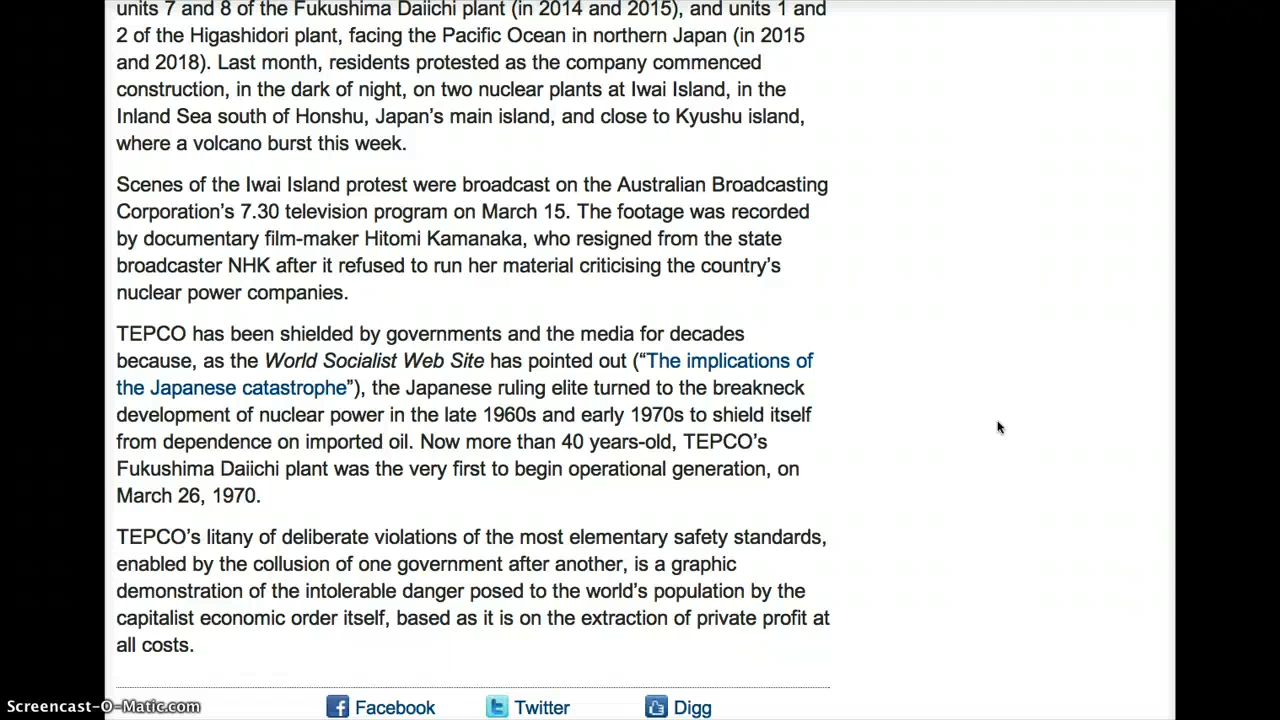 units 7 and 8 of the Fukushima Daiichi plant (in 2014 and 2015), and units 1 and
2 of the Higashidori plant, facing the Pacific Ocean in northern Japan (in 2015
and 2018). Last month, residents protested as the company commenced
construction, in the dark of night, on two nuclear plants at Iwai Island, in the
Inland Sea south of Honshu, Japan’s main island, and close to Kyushu island,
where a volcano burst this week.
Scenes of the Iwai Island protest were broadcast on the Australian Broadcasting
Corporation’s 7.30 television program on March 15. The footage was recorded
by documentary film-maker Hitomi Kamanaka, who resigned from the state
broadcaster NHK after it refused to run her material criticising the country’s
nuclear power companies.
TEPCO has been shielded by governments and the media for decades
because, as the World Socialist Web Site has pointed out (“The implications of
the Japanese catastrophe”), the Japanese ruling elite turned to the breakneck
development of nuclear power in the late 1960s and early 1970s to shield itself
from dependence on imported oil. Now more than 40 years-old, TEPCO’s
Fukushima Daiichi plant was the very first to begin operational generation, on
March 26, 1970.
TEPCO’s litany of deliberate violations of the most elementary safety standards,
enabled by the collusion of one government after another, is a graphic
demonstration of the intolerable danger posed to the world’s population by the
capitalist economic order itself, based as it is on the extraction of private profit at
all costs.
Facebook Twitter Digg
Screencast-O-Matic.com